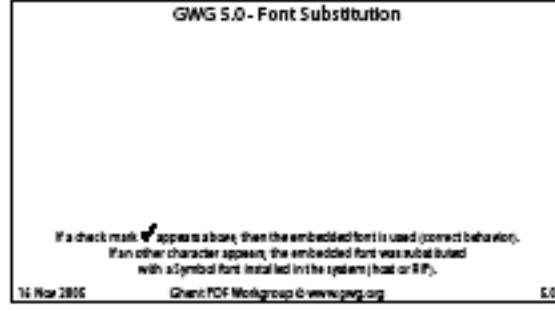 GWG 5.0 - Font Substitution
If a check mark ✔ appears above, then the embedded font is used (correct behavior).
If an other character appears, the embedded font was substituted
with a Symbol font installed in the system (host or RIP).
16 Nov 2006 Ghent PDF Workgroup © www.gwg.org 5.0